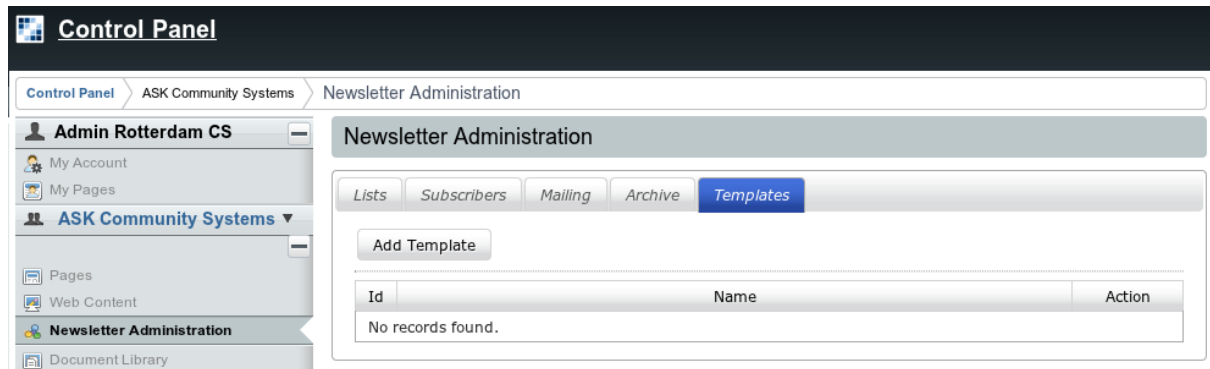 Control Panel
Control Panel ASK Community Systems Newsletter Administration
Admin Rotterdam CS
My Account
My Pages
ASK Community Systems
Pages
Web Content
Newsletter Administration
Document Library
Newsletter Administration
Lists Subscribers Mailing Archive Templates
Add Template
Id Name Action
No records found.